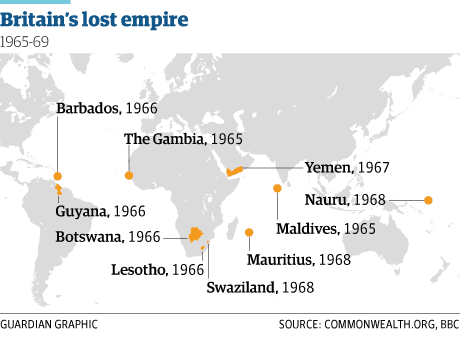 Britain's lost empire
1965-69
Barbados, 1966
The Gambia, 1965
Yemen, 1967
Nauru, 1968
Guyana, 1966
Maldives, 1965
Botswana, 1966
Mauritius, 1968
Lesotho, 1966
Swaziland, 1968
GUARDIAN GRAPHIC
SOURCE: COMMONWEALTH.ORG, BBC